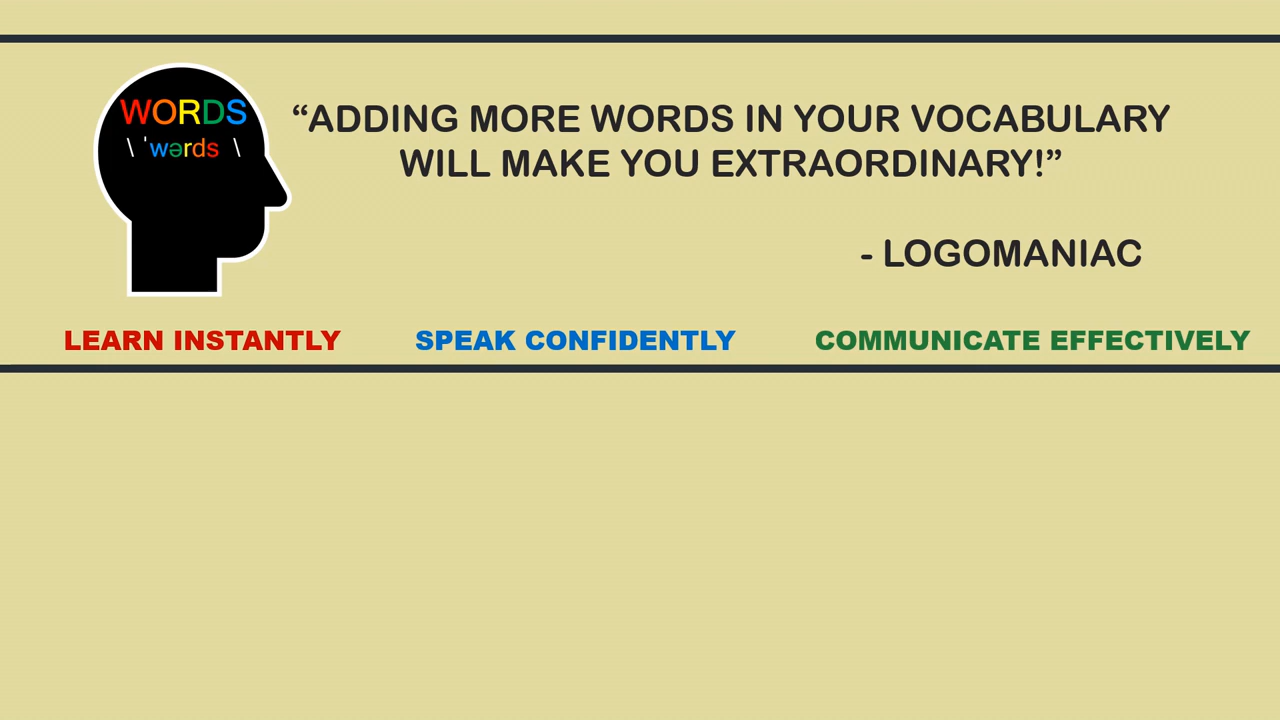 WORDS
\ ˈwərds \
“ADDING MORE WORDS IN YOUR VOCABULARY
WILL MAKE YOU EXTRAORDINARY!”
- LOGOMANIAC
LEARN INSTANTLY SPEAK CONFIDENTLY COMMUNICATE EFFECTIVELY